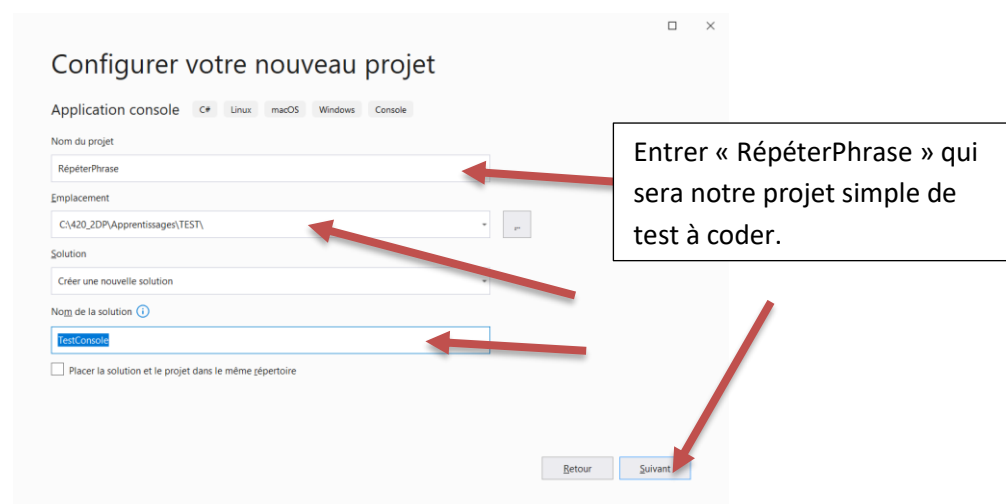 Configurer votre nouveau projet
Application console C# Linux macOS Windows Console
Nom du projet
RépéterPhrase
Entrer « RépéterPhrase » qui
sera notre projet simple de
test à coder.
Emplacement
C:\420_2DP\Apprentissages\TEST\
...
Solution
Créer une nouvelle solution
Nom de la solution
TestConsole
Placer la solution et le projet dans le même répertoire
Retour
Suivant